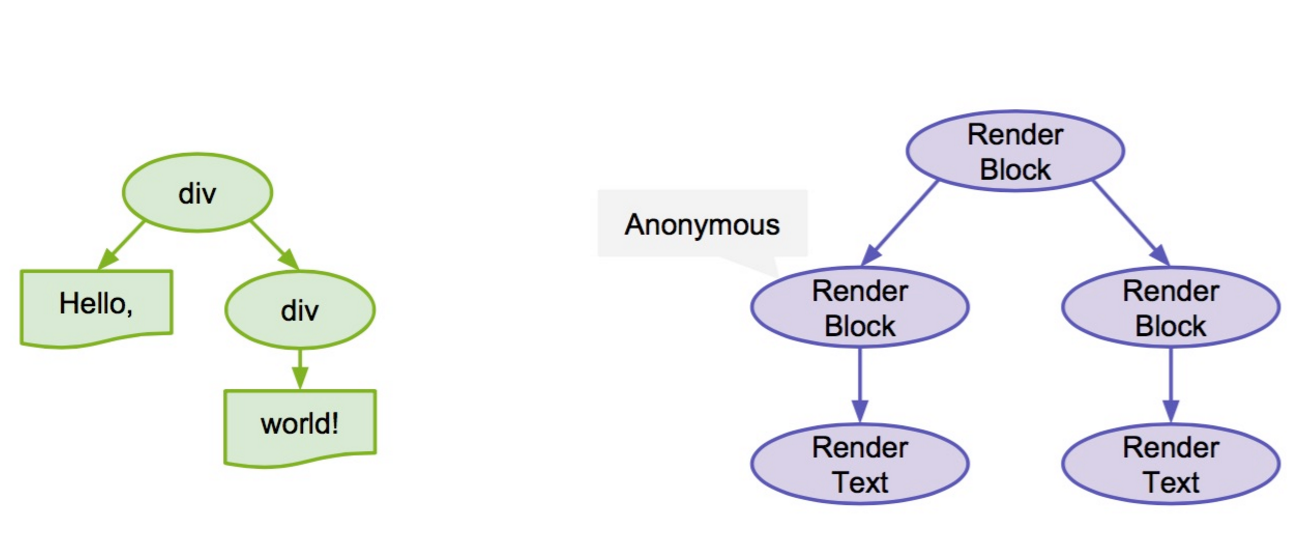 div
Hello,
div
world!
Render
Block
Anonymous
Render
Block
Render
Block
Render
Text
Render
Text